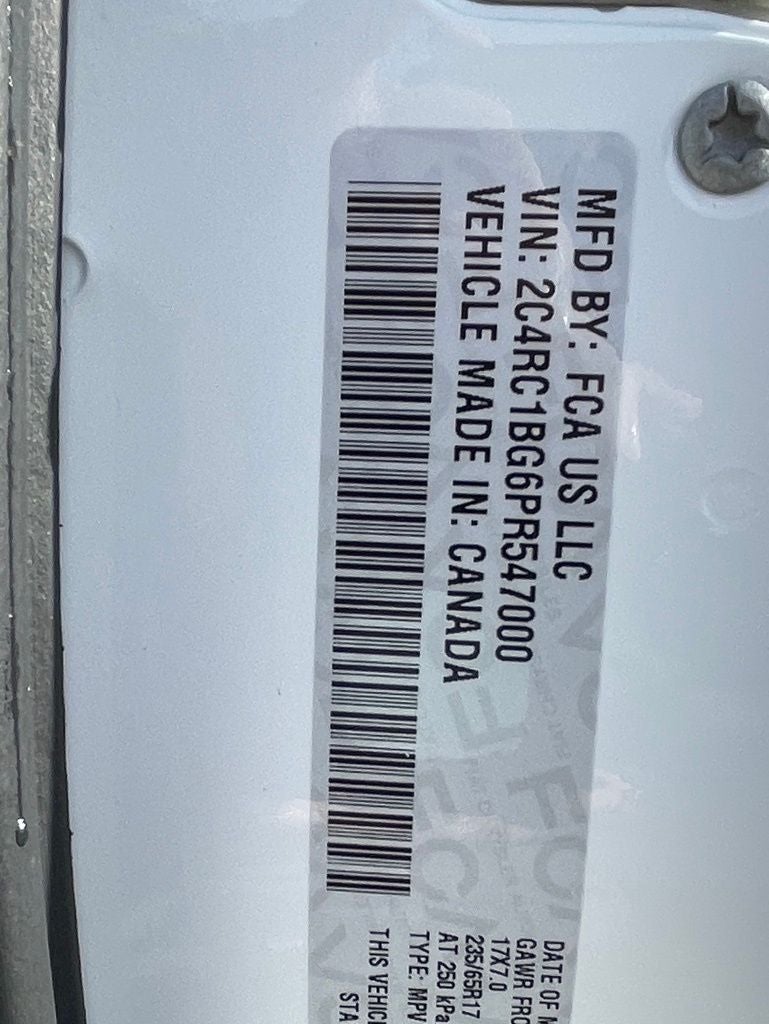 MFD BY: FCA US LLC
VIN: 2C4RC1BG6PR547000
VEHICLE MADE IN: CANADA
DATE OF
GAWR FRO
17X7.0
235/65R17
AT 250 kPa
TYPE: MPV
THIS VEHICL
STA